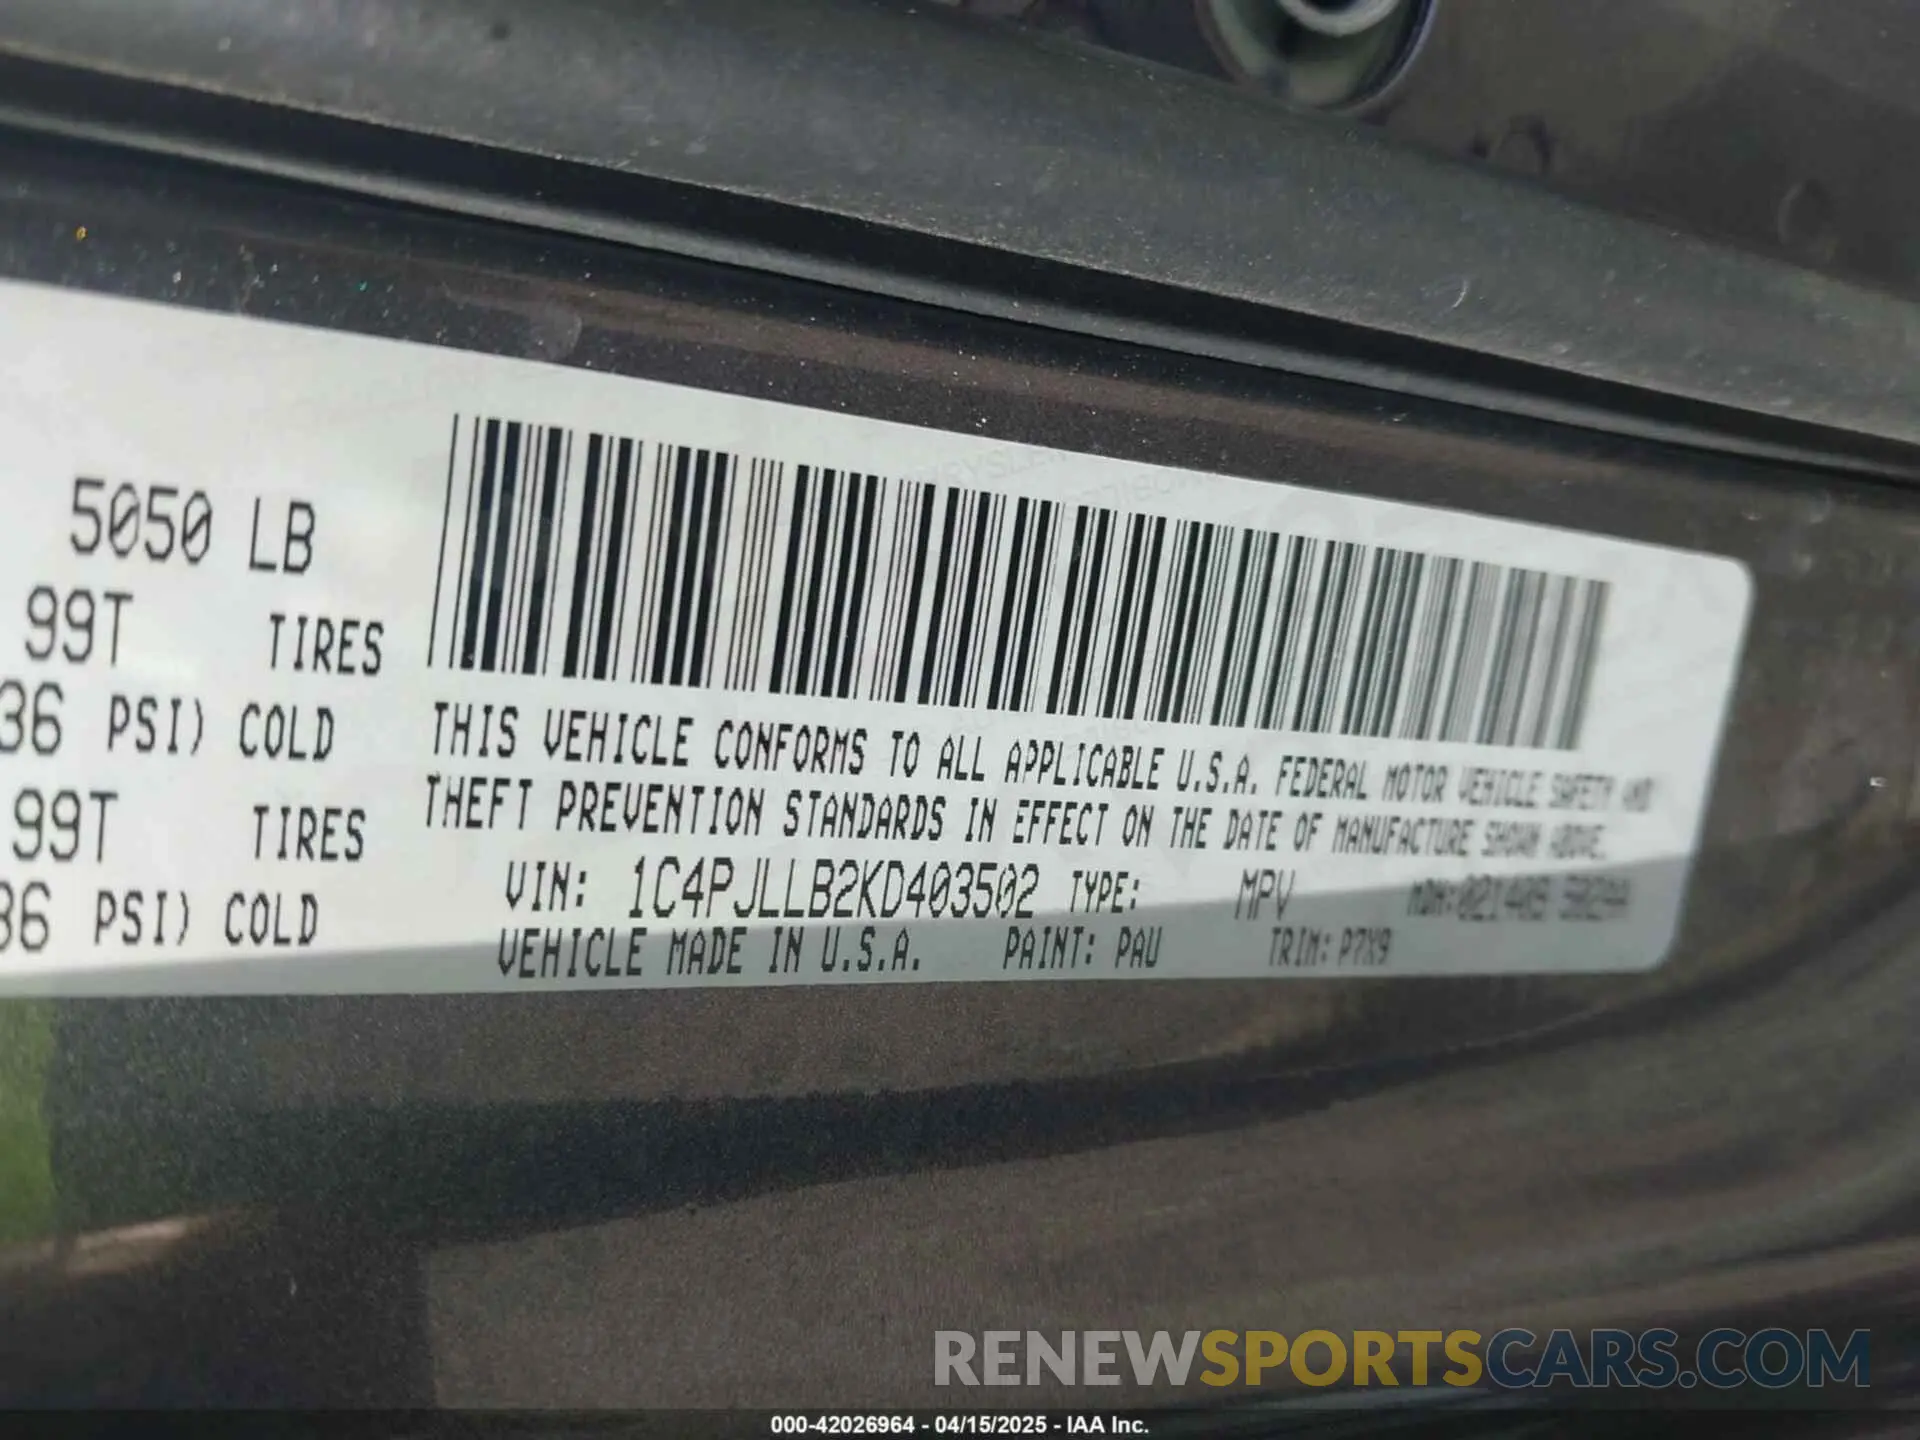 5050 LB
99T TIRES
36 PSI) COLD
99T TIRES
36 PSI) COLD
THIS VEHICLE CONFORMS TO ALL APPLICABLE U.S.A. FEDERAL MOTOR VEHICLE SAFETY AND
THEFT PREVENTION STANDARDS IN EFFECT ON THE DATE OF MANUFACTURE SHOWN ABOVE.
VIN: 1C4PJLLB2KD403502 TYPE: MPV MDH:
VEHICLE MADE IN U.S.A. PAINT: PAU TRIM: P7X9
RENEWSPORTSCARS.COM
000-42026964 - 04/15/2025 - IAA Inc.